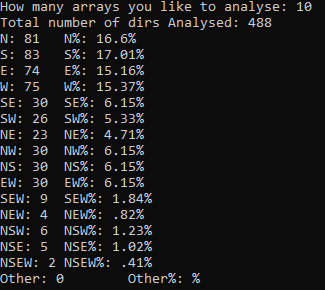 How many arrays you like to analyse: 10
Total number of dirs Analysed: 488
N: 81   N%: 16.6%
S: 83   S%: 17.01%
E: 74   E%: 15.16%
W: 75   W%: 15.37%
SE: 30  SE%: 6.15%
SW: 26  SW%: 5.33%
NE: 23  NE%: 4.71%
NW: 30  NW%: 6.15%
NS: 30  NS%: 6.15%
EW: 30  EW%: 6.15%
SEW: 9  SEW%: 1.84%
NEW: 4  NEW%: .82%
NSW: 6  NSW%: 1.23%
NSE: 5  NSE%: 1.02%
NSEW: 2 NSEW%: .41%
Other: 0        Other%: %